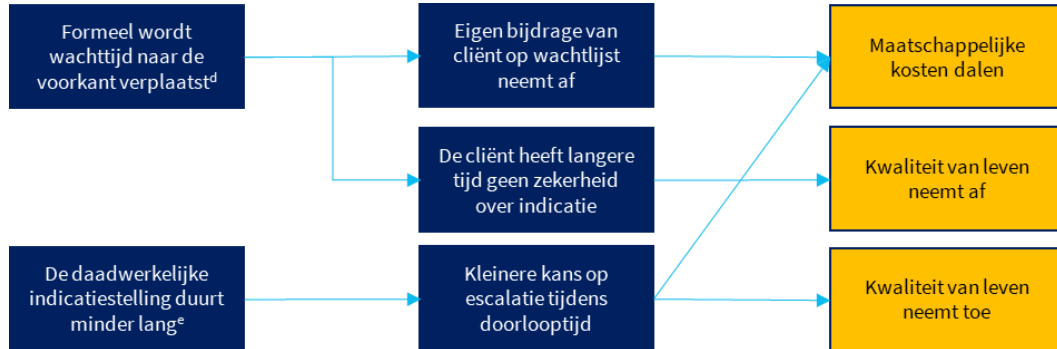 Formeel wordt
wachttijd naar de
voorkant verplaatstᵈ
Eigen bijdrage van
cliënt op wachtlijst
neemt af
Maatschappelijke
kosten dalen
De cliënt heeft langere
tijd geen zekerheid
over indicatie
Kwaliteit van leven
neemt af
De daadwerkelijke
indicatiestelling duurt
minder langᵉ
Kleinere kans op
escalatie tijdens
doorlooptijd
Kwaliteit van leven
neemt toe